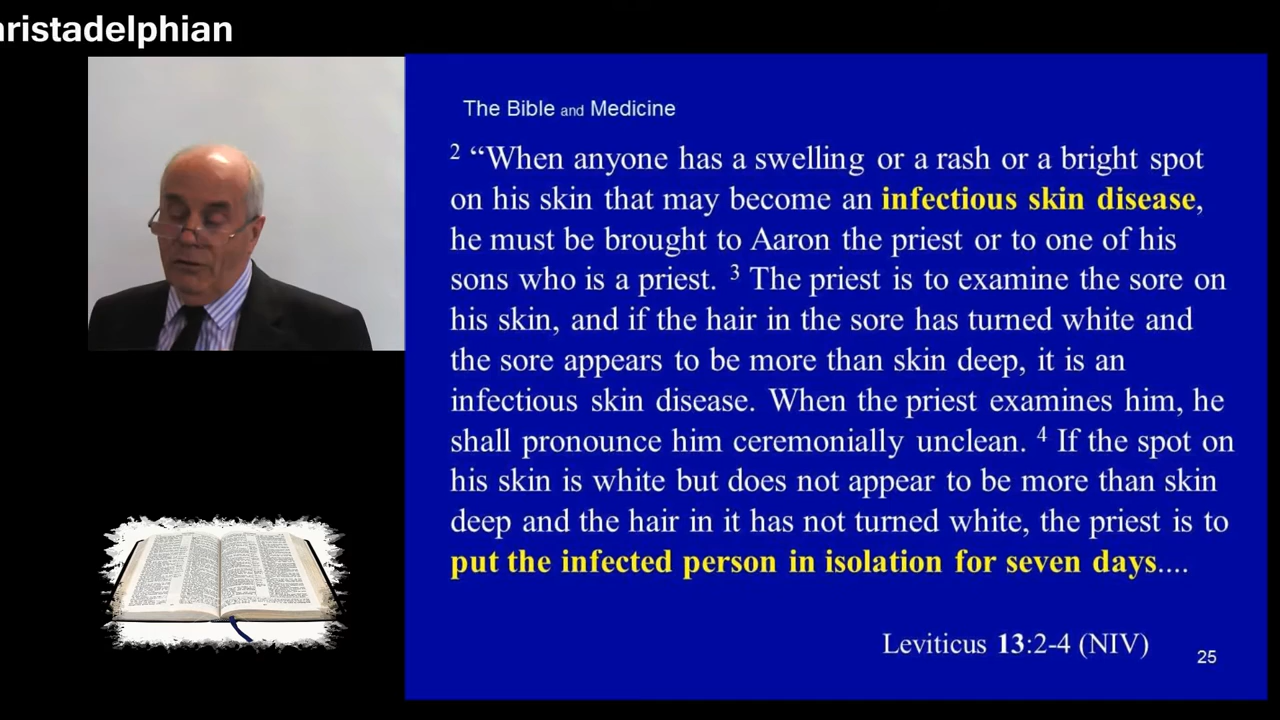 ristadelphian
The Bible and Medicine
2 “When anyone has a swelling or a rash or a bright spot
on his skin that may become an infectious skin disease,
he must be brought to Aaron the priest or to one of his
sons who is a priest. 3 The priest is to examine the sore on
his skin, and if the hair in the sore has turned white and
the sore appears to be more than skin deep, it is an
infectious skin disease. When the priest examines him, he
shall pronounce him ceremonially unclean. 4 If the spot on
his skin is white but does not appear to be more than skin
deep and the hair in it has not turned white, the priest is to
put the infected person in isolation for seven days....
Leviticus 13:2-4 (NIV)
25